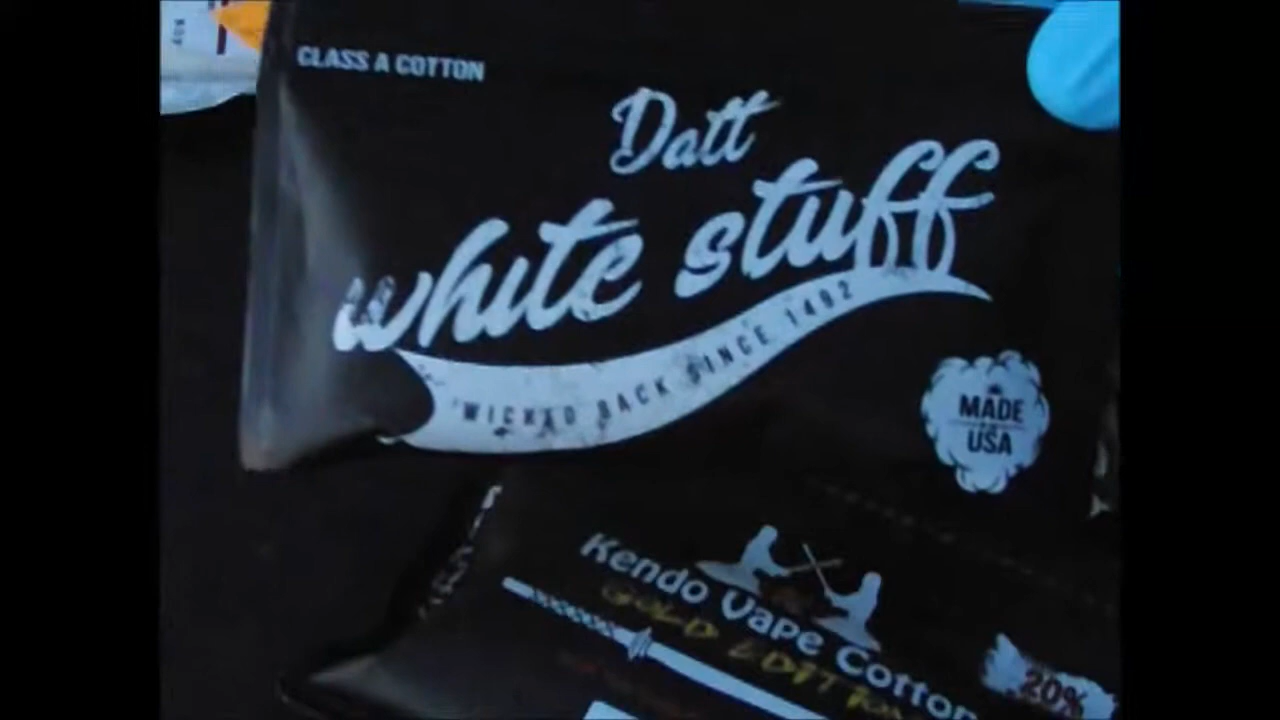 CLASS A COTTON
Datt
white stuff
WICKED BACK SINCE 1492
MADE
USA
Kendo Vape Cotton
GOLD EDITION
20%